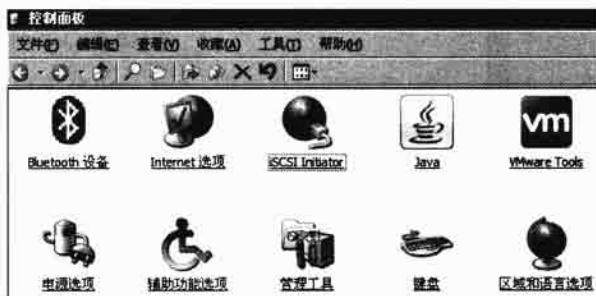 控制面板
文件(F) 编辑(E) 查看(V) 收藏(A) 工具(T) 帮助(H)
vm
Bluetooth 设备 Internet 选项 iSCSI Initiator Java VMware Tools
电源选项 辅助功能选项 管理工具 键盘 区域和语言选项